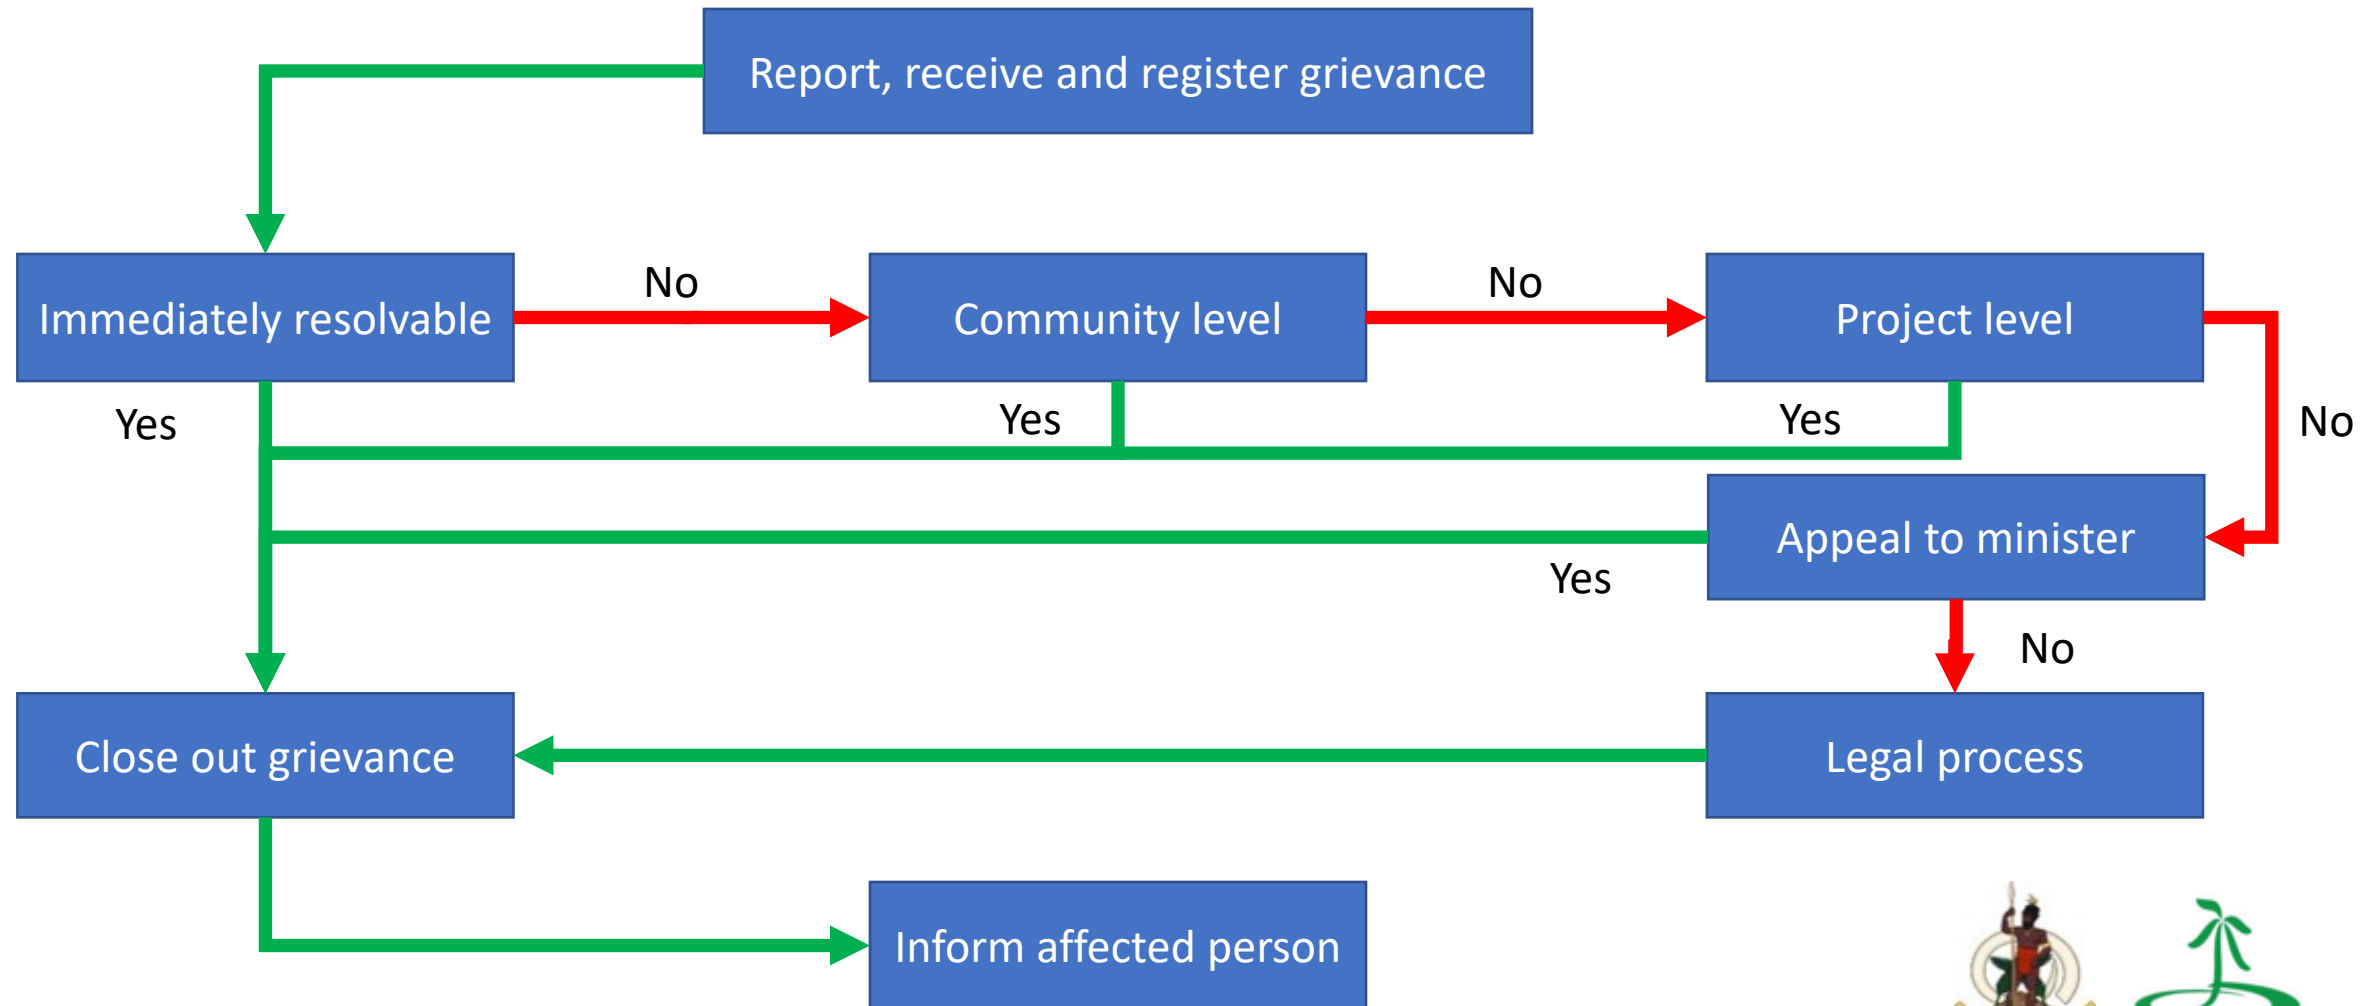 Report, receive and register grievance
Immediately resolvable
No
Community level
No
Project level
Yes
Yes
Yes
No
Appeal to minister
Yes
No
Close out grievance
Legal process
Inform affected person